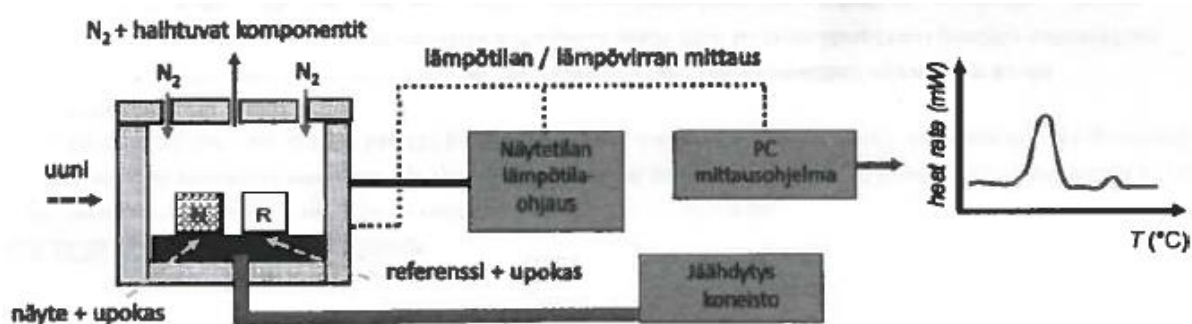 N₂ + haihtuvat komponentit
N₂
N₂
lämpötilan / lämpövirran mittaus
uuni
N
R
Näytetilan
lämpötila-
ohjaus
PC
mittausohjelma
heat rate (mW)
T (°C)
referenssi + upokas
näyte + upokas
Jäähdytys
koneisto